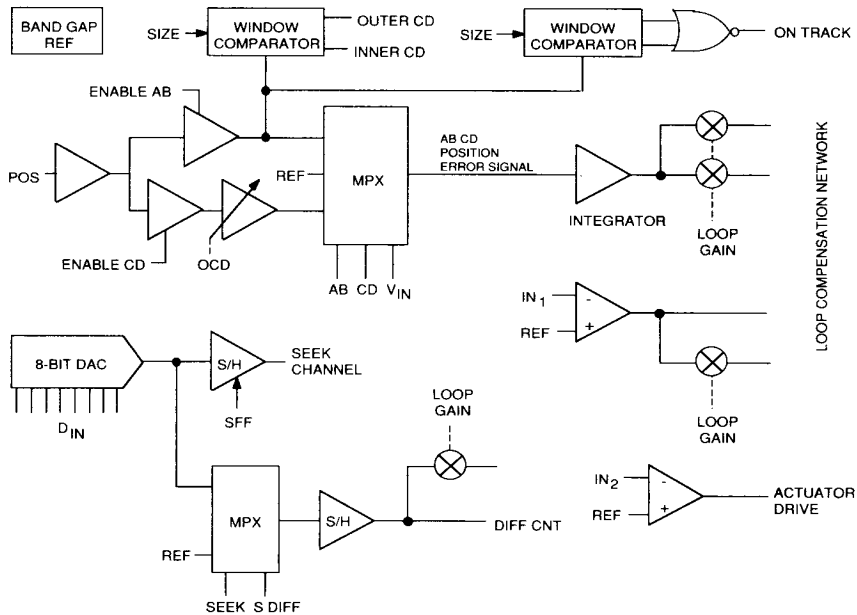 BAND GAP
REF
SIZE
WINDOW
COMPARATOR
OUTER CD
INNER CD
SIZE
WINDOW
COMPARATOR
ON TRACK
ENABLE AB
POS
REF
MPX
AB CD
POSITION
ERROR SIGNAL
INTEGRATOR
LOOP
GAIN
LOOP COMPENSATION NETWORK
ENABLE CD
OCD
AB CD VIN
IN1
REF
-
+
LOOP
GAIN
8-BIT DAC
DIN
S/H
SEEK
CHANNEL
SFF
LOOP
GAIN
MPX
REF
S/H
DIFF CNT
SEEK S DIFF
IN2
REF
-
+
ACTUATOR
DRIVE